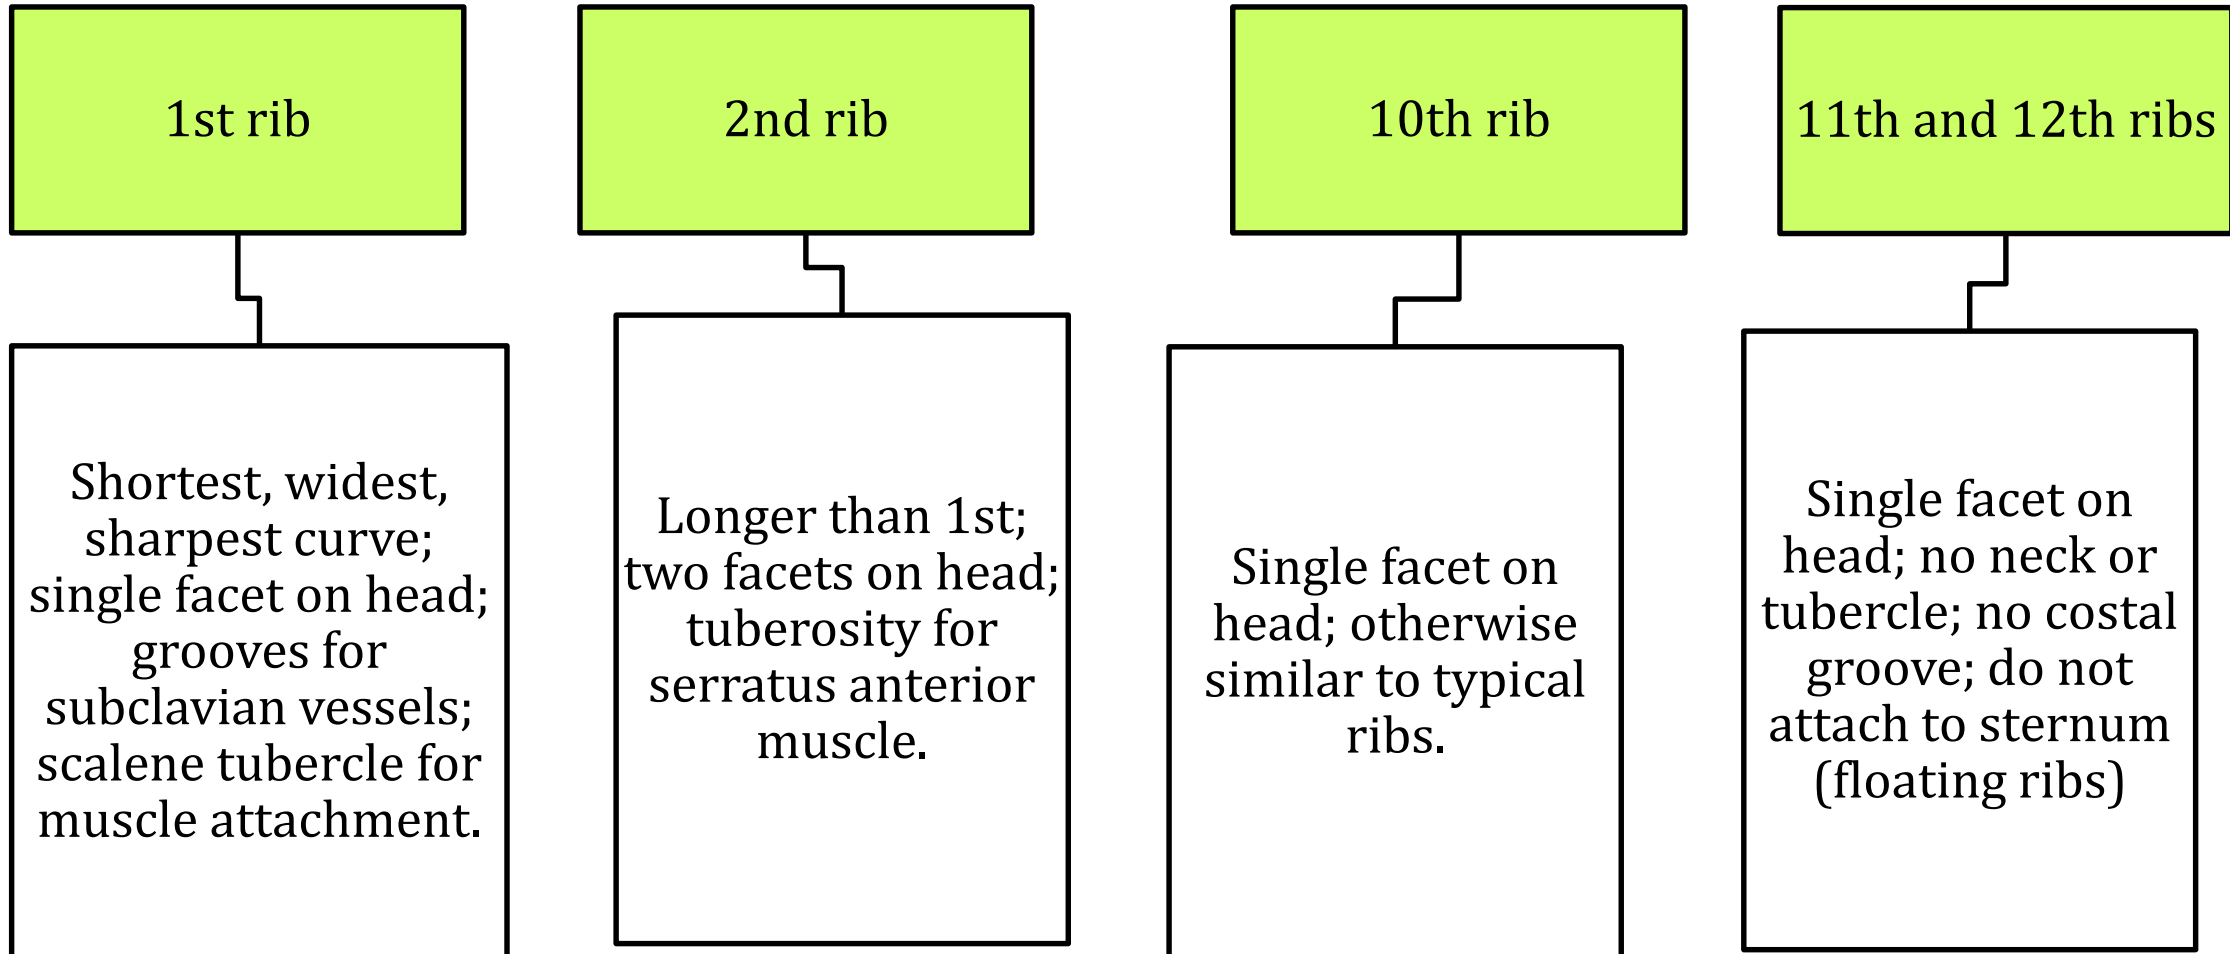 1st rib
Shortest, widest,
sharpest curve;
single facet on head;
grooves for
subclavian vessels;
scalene tubercle for
muscle attachment.
2nd rib
Longer than 1st;
two facets on head;
tuberosity for
serratus anterior
muscle.
10th rib
Single facet on
head; otherwise
similar to typical
ribs.
11th and 12th ribs
Single facet on
head; no neck or
tubercle; no costal
groove; do not
attach to sternum
(floating ribs)